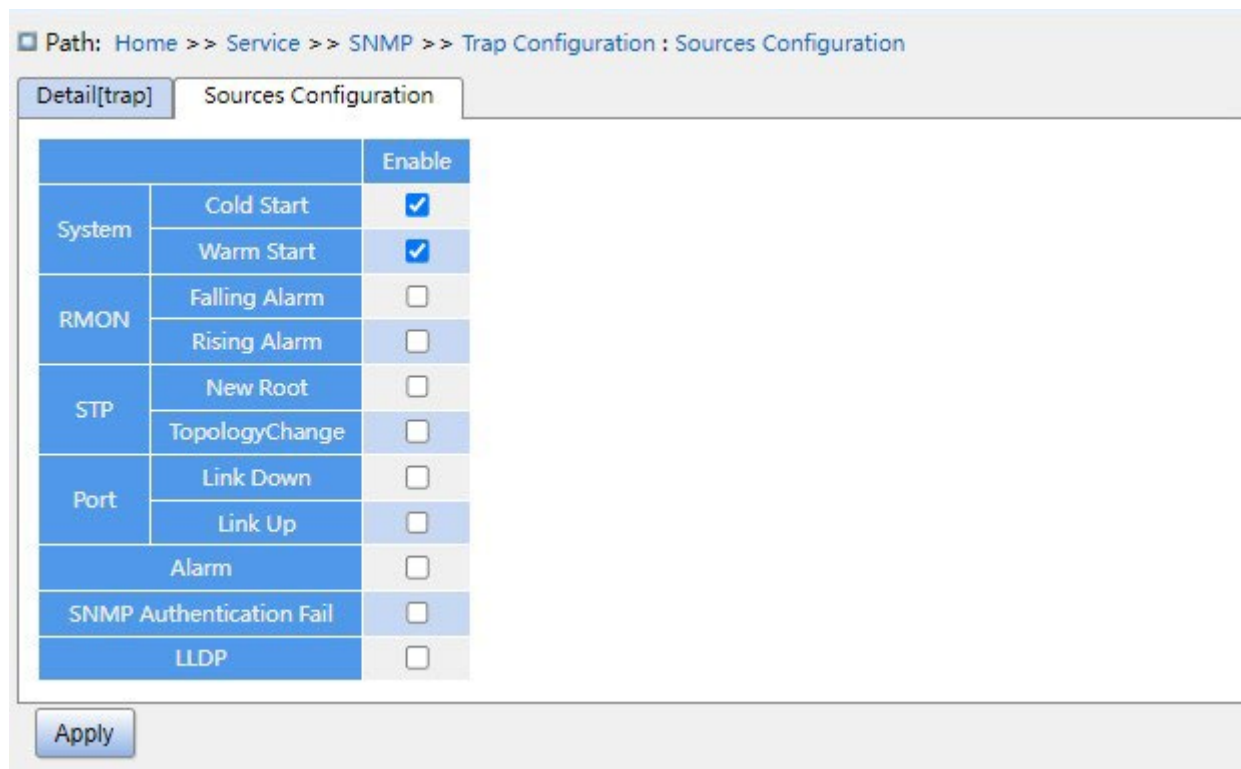 Path: Home >> Service >> SNMP >> Trap Configuration : Sources Configuration
Detail[trap] Sources Configuration
Enable
System Cold Start
Warm Start
RMON Falling Alarm
Rising Alarm
STP New Root
TopologyChange
Port Link Down
Link Up
Alarm
SNMP Authentication Fail
LLDP
Apply